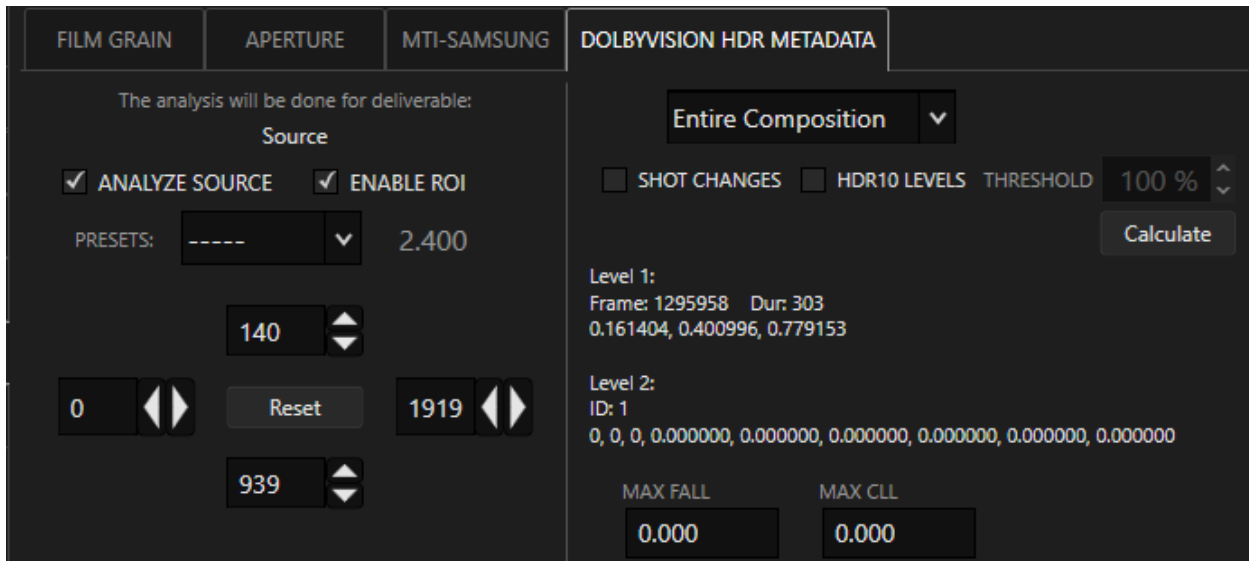 FILM GRAIN APERTURE MTI-SAMSUNG DOLBYVISION HDR METADATA
The analysis will be done for deliverable:
Source
ANALYZE SOURCE ENABLE ROI
PRESETS: ----- 2.400
140
0 Reset 1919
939
Entire Composition
SHOT CHANGES HDR10 LEVELS THRESHOLD 100 %
Calculate
Level 1:
Frame: 1295958 Dur: 303
0.161404, 0.400996, 0.779153
Level 2:
ID: 1
0, 0, 0, 0.000000, 0.000000, 0.000000, 0.000000, 0.000000, 0.000000
MAX FALL MAX CLL
0.000 0.000